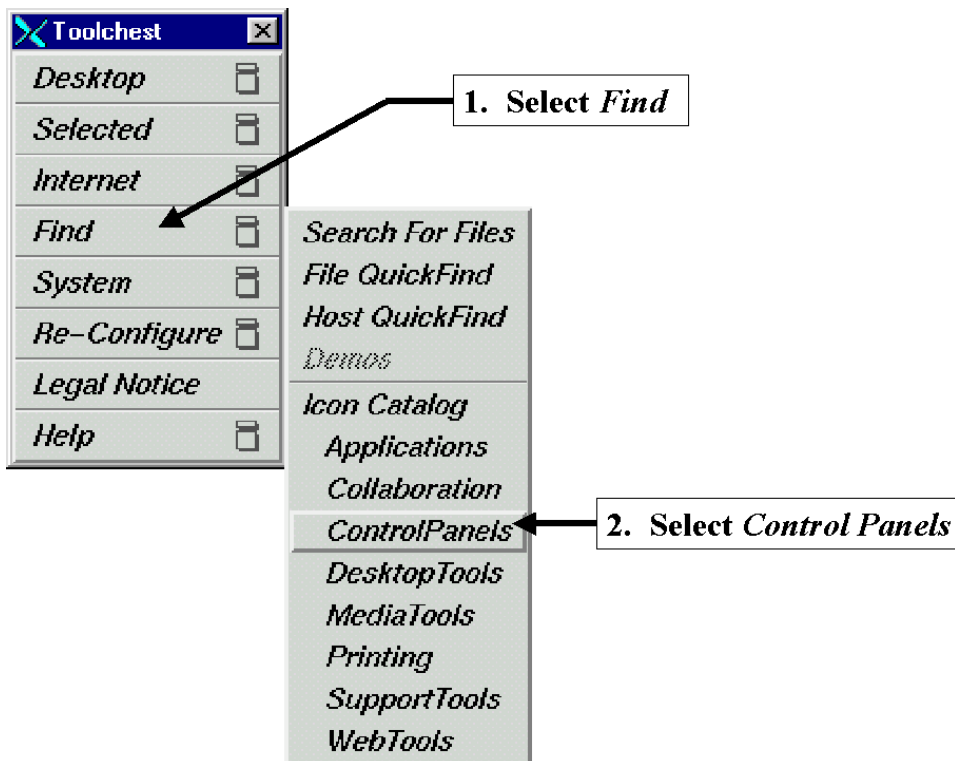 Toolchest
Desktop
Selected
Internet
Find
System
Re-Configure
Legal Notice
Help
1. Select Find
Search For Files
File QuickFind
Host QuickFind
Demos
Icon Catalog
Applications
Collaboration
ControlPanels
DesktopTools
MediaTools
Printing
SupportTools
WebTools
2. Select Control Panels